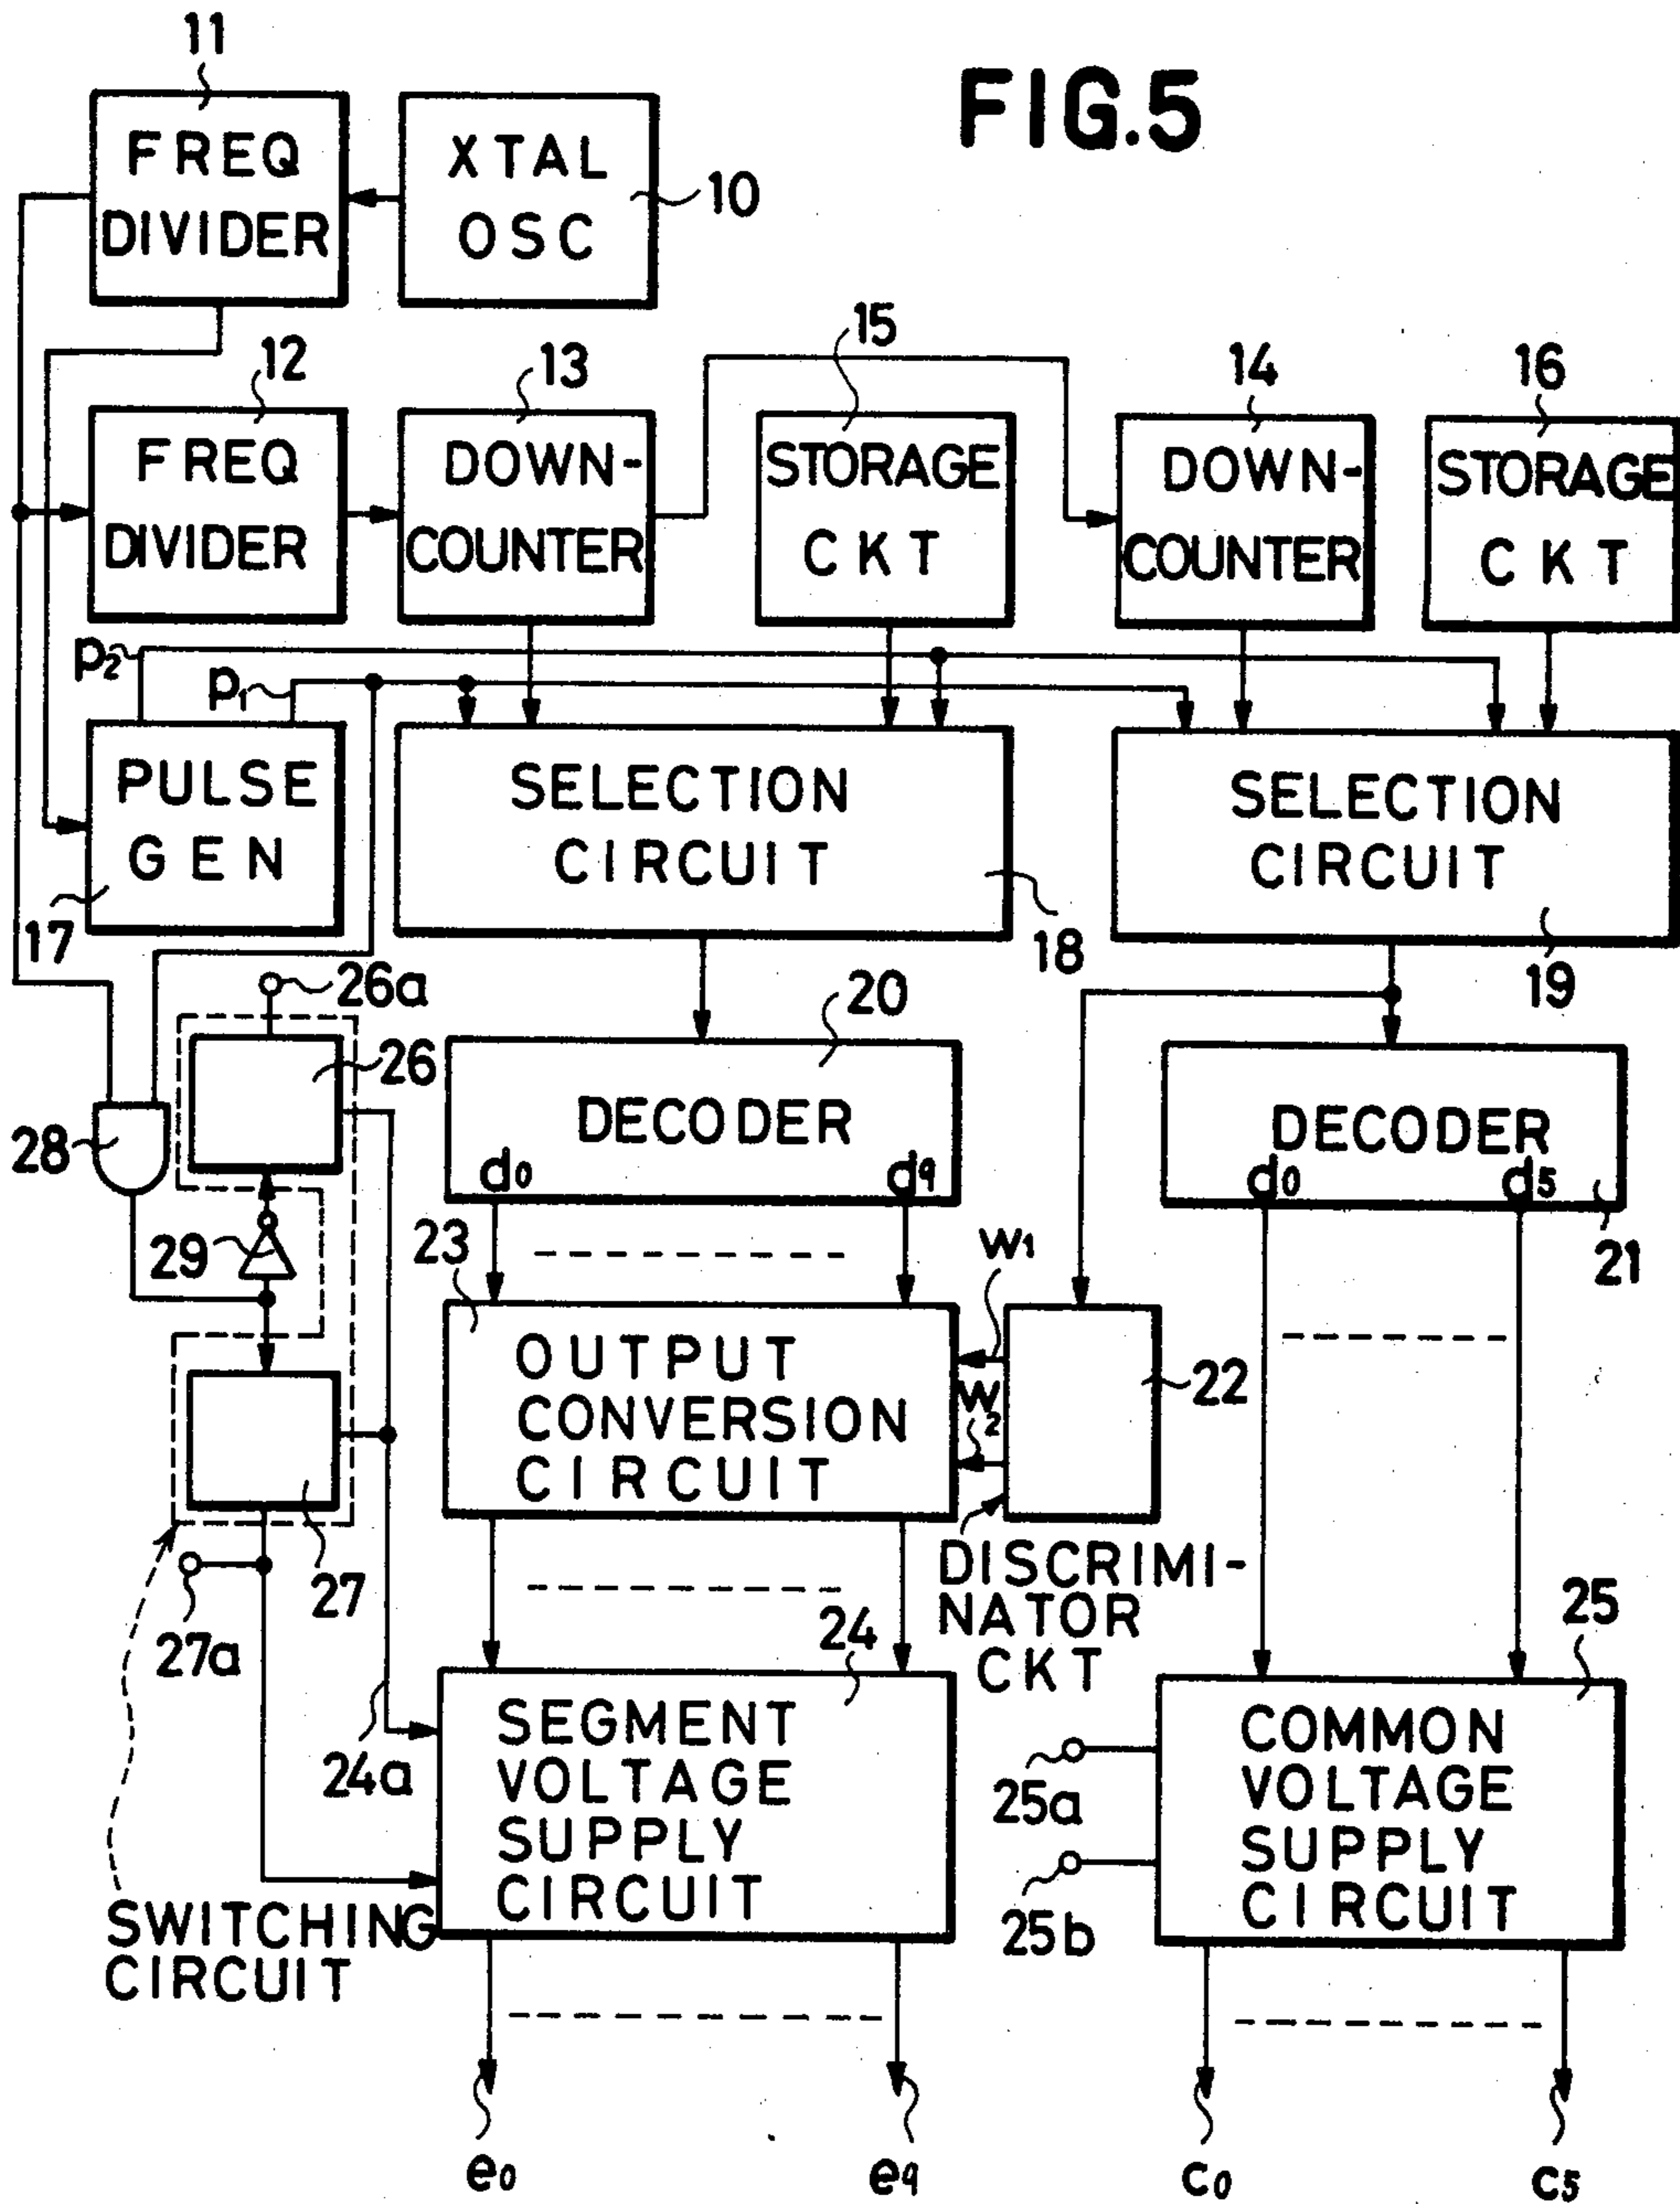 FIG.5
11
FREQ
DIVIDER
XTAL
OSC
10
12
FREQ
DIVIDER
13
DOWN-
COUNTER
15
STORAGE
CKT
14
DOWN-
COUNTER
16
STORAGE
CKT
p2
p1
PULSE
GEN
17
SELECTION
CIRCUIT
18
SELECTION
CIRCUIT
19
26a
26
28
29
20
DECODER
d0
d9
DECODER
d0
d5
21
23
OUTPUT
CONVERSION
CIRCUIT
w1
w2
22
DISCRIMI-
NATOR
CKT
27
27a
24a
SWITCHING
CIRCUIT
24
SEGMENT
VOLTAGE
SUPPLY
CIRCUIT
25
COMMON
VOLTAGE
SUPPLY
CIRCUIT
25a
25b
e0
e9
c0
c5